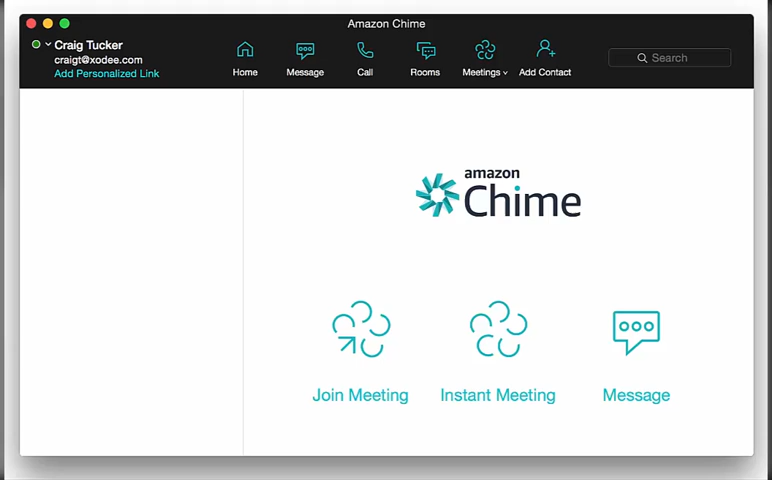 Amazon Chime
Craig Tucker
craigt@xodee.com
Add Personalized Link
Home
Message
Call
Rooms
Meetings
Add Contact
Search
amazon
Chime
Join Meeting
Instant Meeting
Message